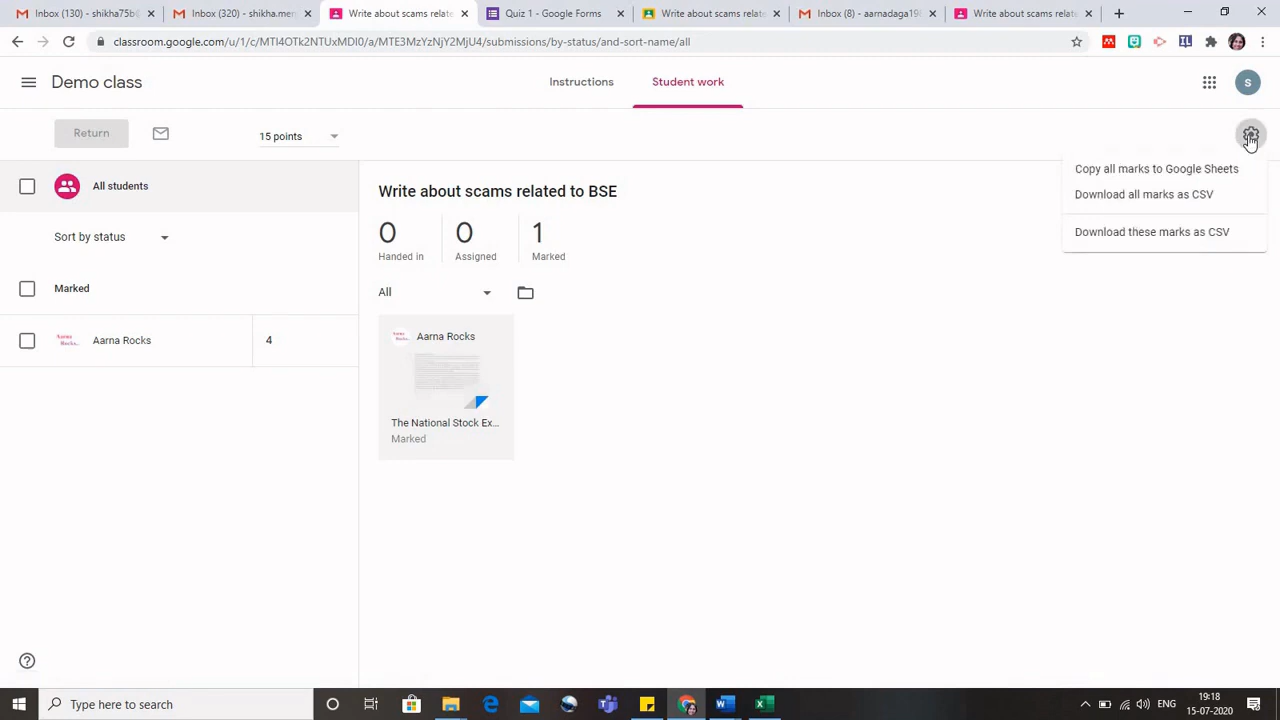 Inbox (130) - shikha75b@
Inbox (320) - shikha.mer
Write about scams relate
Quiz 1 - Google Forms
Write about scams relate
Inbox (8) - aarnadaga198
Write about scams relate
classroom.google.com/u/1/c/MTI4OTk2NTUxMDI0/a/MTE3MzYzNjY2MjU4/submissions/by-status/and-sort-name/all
Demo class
Instructions
Student work
S
Return
15 points
Copy all marks to Google Sheets
Download all marks as CSV
Download these marks as CSV
All students
Sort by status
Marked
Aarna Rocks
4
Write about scams related to BSE
0 0 1
Handed in Assigned Marked
All
Aarna Rocks
The National Stock Ex...
Marked
Type here to search
ENG
19:18
15-07-2020